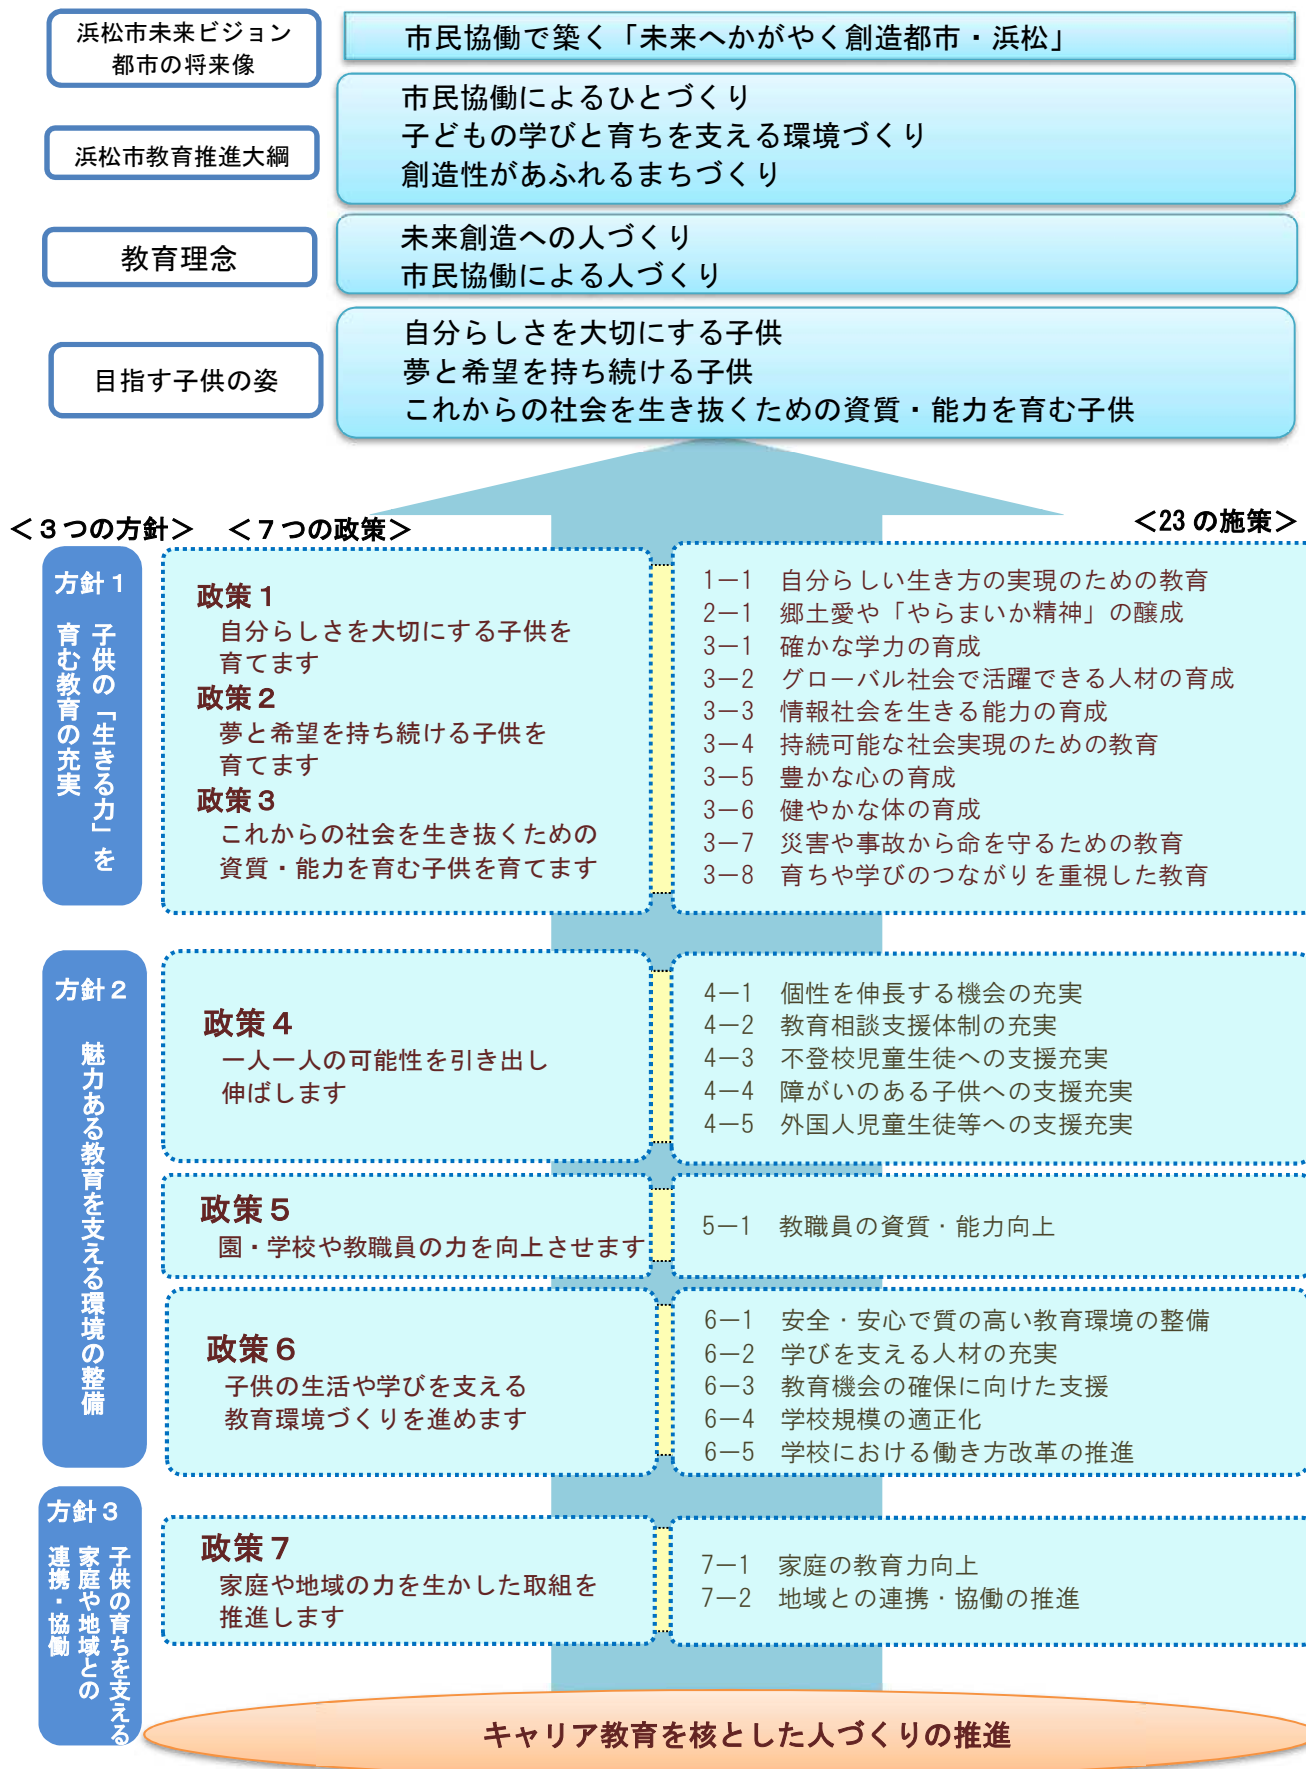 浜松市未来ビジョン
都市の将来像
市民協働で築く「未来へかがやく創造都市・浜松」
浜松市教育推進大綱
市民協働によるひとづくり
子どもの学びと育ちを支える環境づくり
創造性があふれるまちづくり
教育理念
未来創造への人づくり
市民協働による人づくり
目指す子供の姿
自分らしさを大切にする子供
夢と希望を持ち続ける子供
これからの社会を生き抜くための資質・能力を育む子供
＜３つの方針＞
＜７つの政策＞
＜23 の施策＞
方針１
子供の「生きる力」を
育む教育の充実
政策１
自分らしさを大切にする子供を
育てます
政策２
夢と希望を持ち続ける子供を
育てます
政策３
これからの社会を生き抜くための
資質・能力を育む子供を育てます
1－1 自分らしい生き方の実現のための教育
2－1 郷土愛や「やらまいか精神」の醸成
3－1 確かな学力の育成
3－2 グローバル社会で活躍できる人材の育成
3－3 情報社会を生きる能力の育成
3－4 持続可能な社会実現のための教育
3－5 豊かな心の育成
3－6 健やかな体の育成
3－7 災害や事故から命を守るための教育
3－8 育ちや学びのつながりを重視した教育
方針２
魅力ある教育を支える環境の整備
政策４
一人一人の可能性を引き出し
伸ばします
4－1 個性を伸長する機会の充実
4－2 教育相談支援体制の充実
4－3 不登校児童生徒への支援充実
4－4 障がいのある子供への支援充実
4－5 外国人児童生徒等への支援充実
政策５
園・学校や教職員の力を向上させます
5－1 教職員の資質・能力向上
政策６
子供の生活や学びを支える
教育環境づくりを進めます
6－1 安全・安心で質の高い教育環境の整備
6－2 学びを支える人材の充実
6－3 教育機会の確保に向けた支援
6－4 学校規模の適正化
6－5 学校における働き方改革の推進
方針３
子供の育ちを支える
家庭や地域との
連携・協働
政策７
家庭や地域の力を生かした取組を
推進します
7－1 家庭の教育力向上
7－2 地域との連携・協働の推進
キャリア教育を核とした人づくりの推進